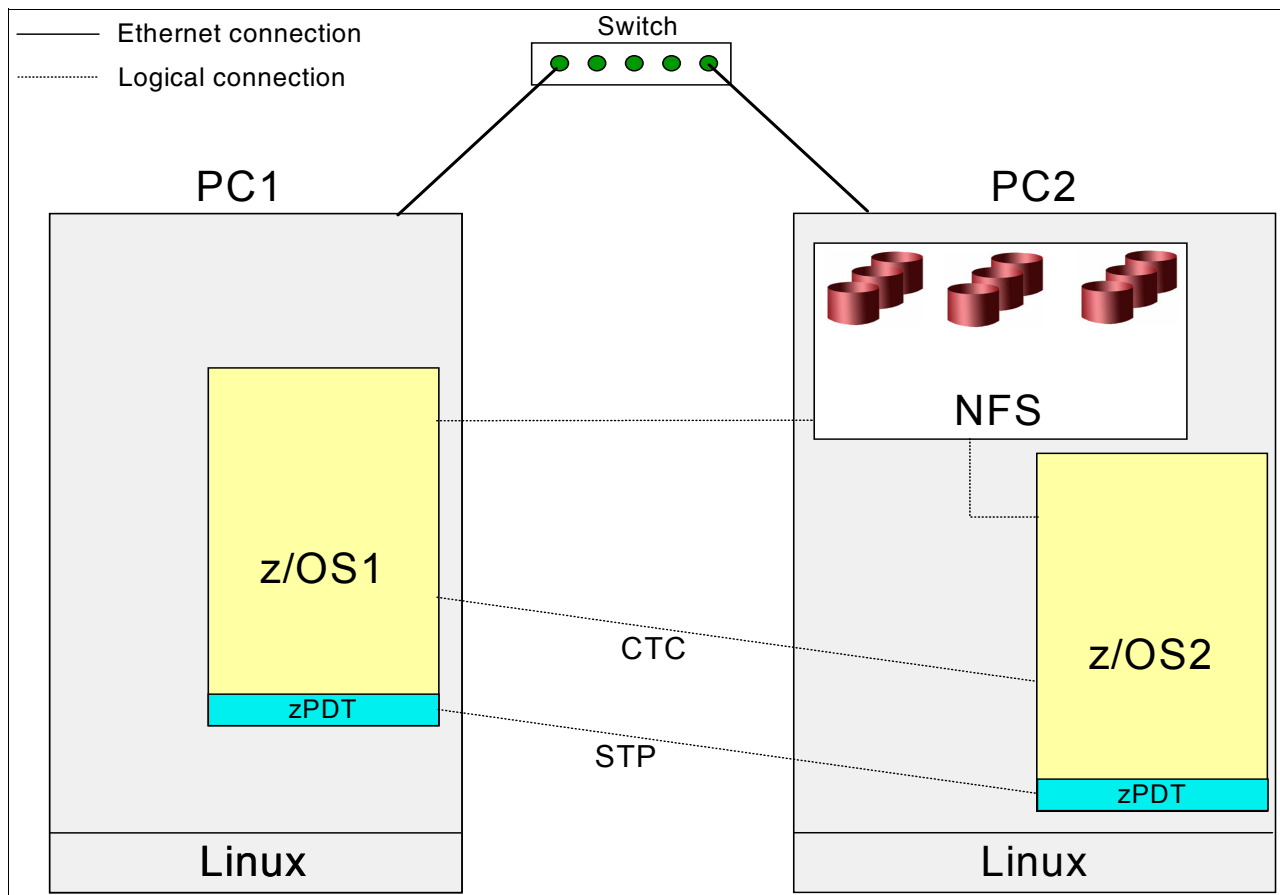 Ethernet connection
Logical connection
Switch
PC1
PC2
NFS
z/OS1
z/OS2
CTC
zPDT
STP
zPDT
Linux
Linux